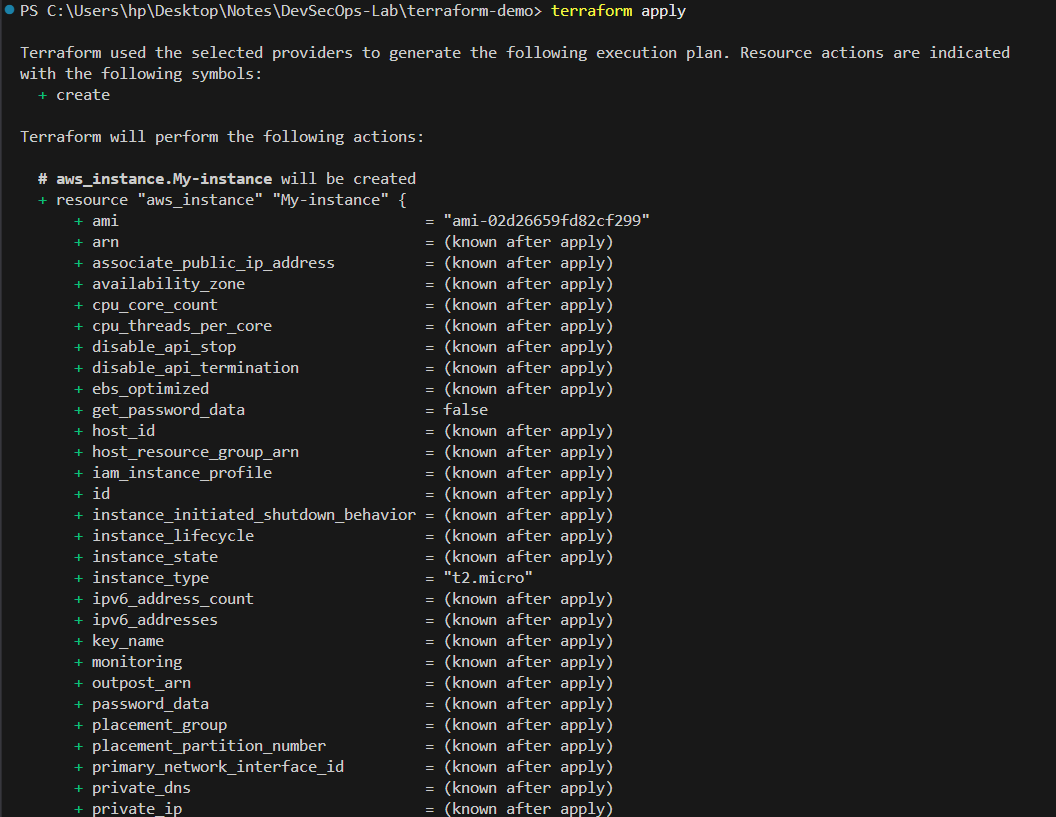 PS C:\Users\hp\Desktop\Notes\DevSecOps-Lab\terraform-demo> terraform apply
Terraform used the selected providers to generate the following execution plan. Resource actions are indicated
with the following symbols:
+ create
Terraform will perform the following actions:
# aws_instance.My-instance will be created
+ resource "aws_instance" "My-instance" {
+ ami = "ami-02d26659fd82cf299"
+ arn = (known after apply)
+ associate_public_ip_address = (known after apply)
+ availability_zone = (known after apply)
+ cpu_core_count = (known after apply)
+ cpu_threads_per_core = (known after apply)
+ disable_api_stop = (known after apply)
+ disable_api_termination = (known after apply)
+ ebs_optimized = (known after apply)
+ get_password_data = false
+ host_id = (known after apply)
+ host_resource_group_arn = (known after apply)
+ iam_instance_profile = (known after apply)
+ id = (known after apply)
+ instance_initiated_shutdown_behavior = (known after apply)
+ instance_lifecycle = (known after apply)
+ instance_state = (known after apply)
+ instance_type = "t2.micro"
+ ipv6_address_count = (known after apply)
+ ipv6_addresses = (known after apply)
+ key_name = (known after apply)
+ monitoring = (known after apply)
+ outpost_arn = (known after apply)
+ password_data = (known after apply)
+ placement_group = (known after apply)
+ placement_partition_number = (known after apply)
+ primary_network_interface_id = (known after apply)
+ private_dns = (known after apply)
+ private_ip = (known after apply)